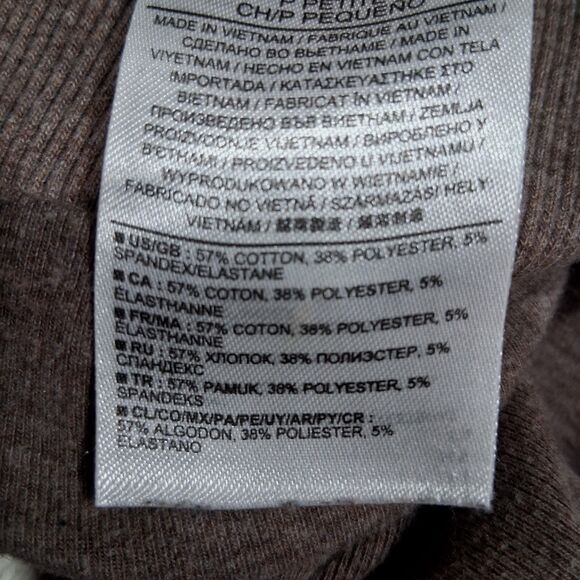 P PETITE
CH/P PEQUEÑO
MADE IN VIETNAM / FABRIQUE AU VIETNAM /
СДЕЛАНО ВО ВЬЕТНАМЕ / MADE IN
VIYETNAM / HECHO EN VIETNAM CON TELA
IMPORTADA / ΚΑΤΑΣΚΕΥΑΣΤΗΚΕ ΣΤΟ
ΒΙΕΤΝΑΜ / FABRICAT ÎN VIETNAM /
ПРОИЗВЕДЕНО ВЪВ ВИЕТНАМ / ZEMLJA
PROIZVODNJE VIJETNAM / ВИРОБЛЕНО У
В'ЄТНАМІ / PROIZVEDENO U VIJETNAMU /
WYPRODUKOWANO W WIETNAMIE /
FABRICADO NO VIETNÃ / SZÁRMAZÁSI HELY:
VIETNÁM / 越南製造 / 越南制造
US/GB : 57% COTTON, 38% POLYESTER, 5%
SPANDEX/ELASTANE
CA : 57% COTON, 38% POLYESTER, 5%
ÉLASTHANNE
FR/MA : 57% COTON, 38% POLYESTER, 5%
ÉLASTHANNE
RU : 57% ХЛОПОК, 38% ПОЛИЭСТЕР, 5%
СПАНДЕКС
TR : 57% PAMUK, 38% POLYESTER, 5%
SPANDEKS
CL/CO/MX/PA/PE/UY/AR/PY/CR :
57% ALGODON, 38% POLIESTER, 5%
ELASTANO